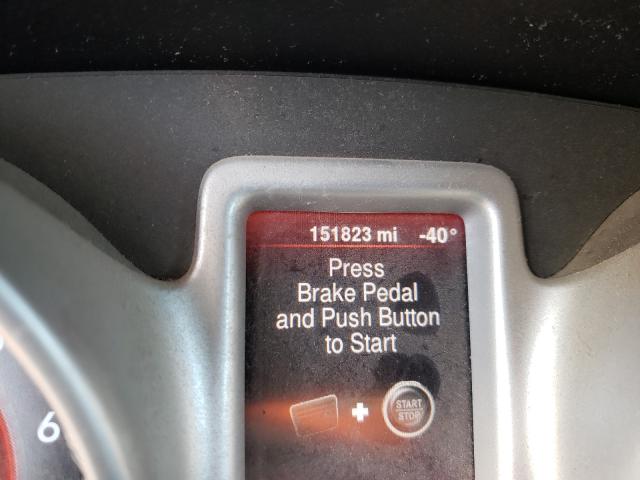 151823 mi -40°
Press
Brake Pedal
and Push Button
to Start
START
STOP
6